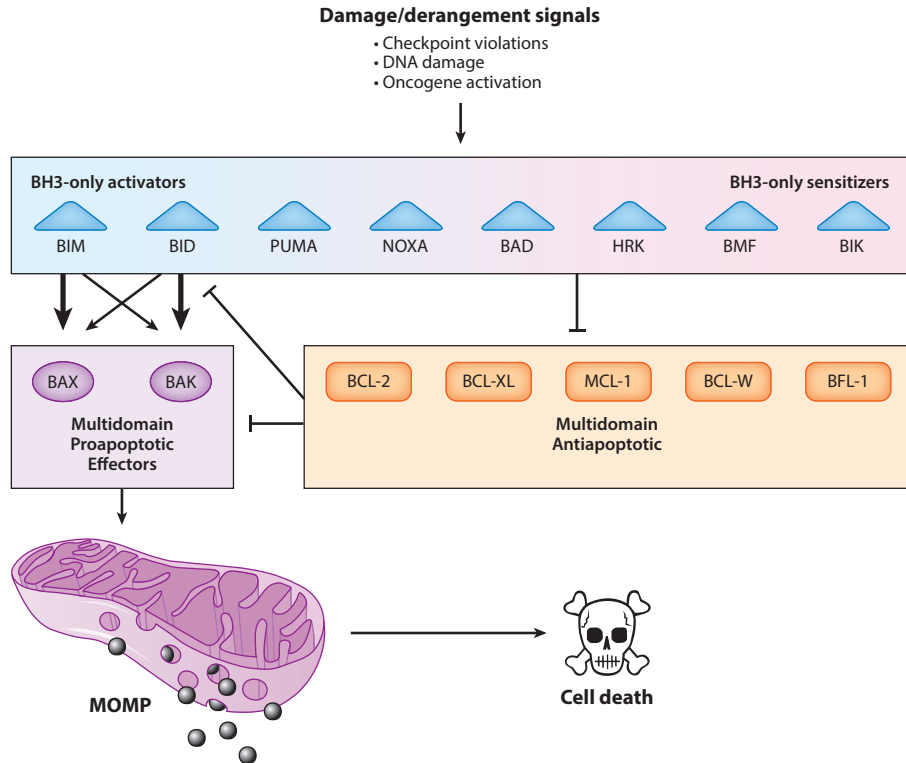 Damage/derangement signals
• Checkpoint violations
• DNA damage
• Oncogene activation
BH3-only activators
BH3-only sensitizers
BIM
BID
PUMA
NOXA
BAD
HRK
BMF
BIK
BAX
BAK
Multidomain
Proapoptotic
Effectors
BCL-2
BCL-XL
MCL-1
BCL-W
BFL-1
Multidomain
Antiapoptotic
MOMP
Cell death